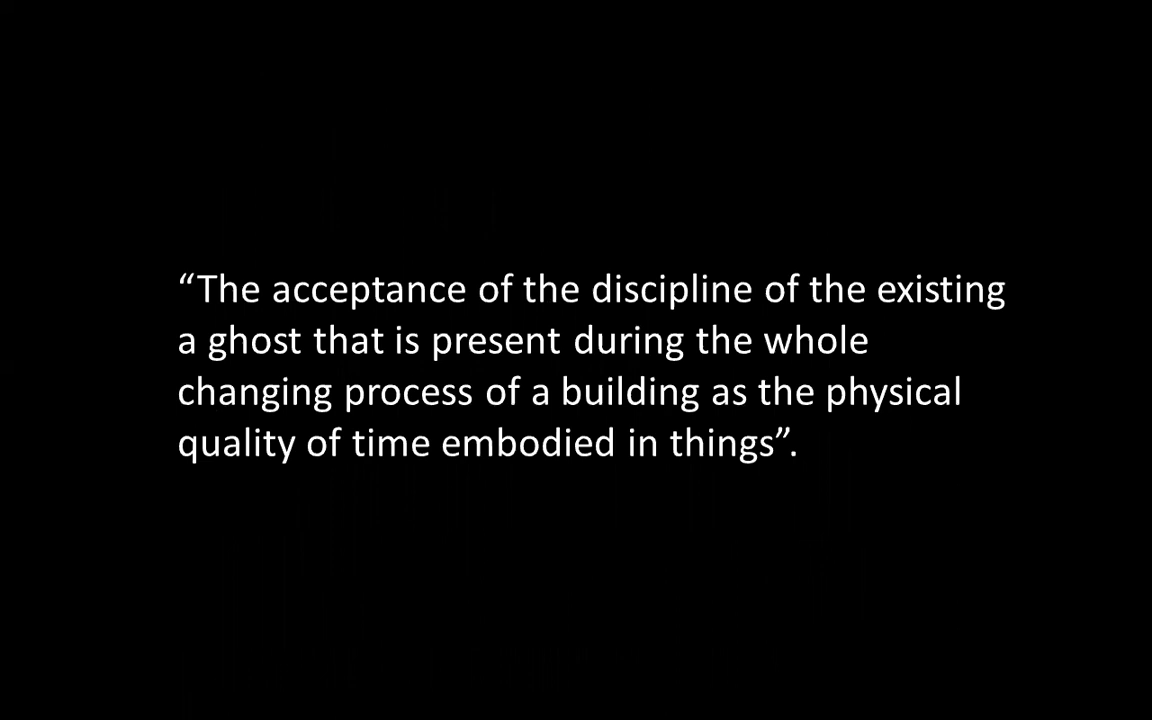 “The acceptance of the discipline of the existing
a ghost that is present during the whole
changing process of a building as the physical
quality of time embodied in things”.